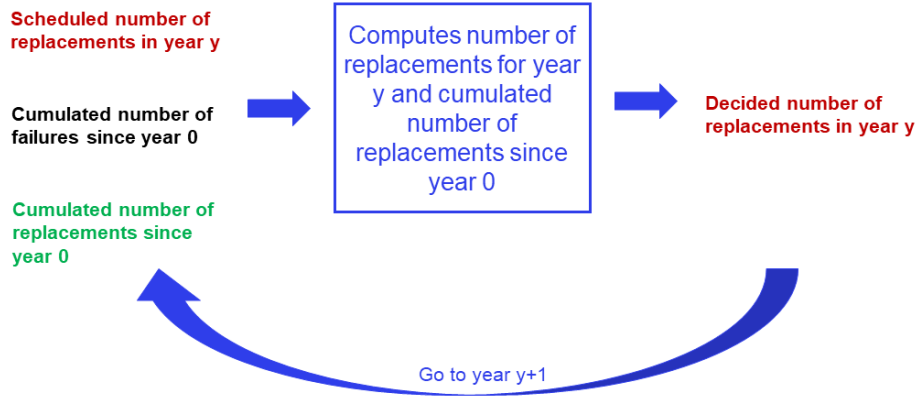 Scheduled number of
replacements in year y
Cumulated number of
failures since year 0
Cumulated number of
replacements since
year 0
Computes number of
replacements for year
y and cumulated
number of
replacements since
year 0
Decided number of
replacements in year y
Go to year y+1